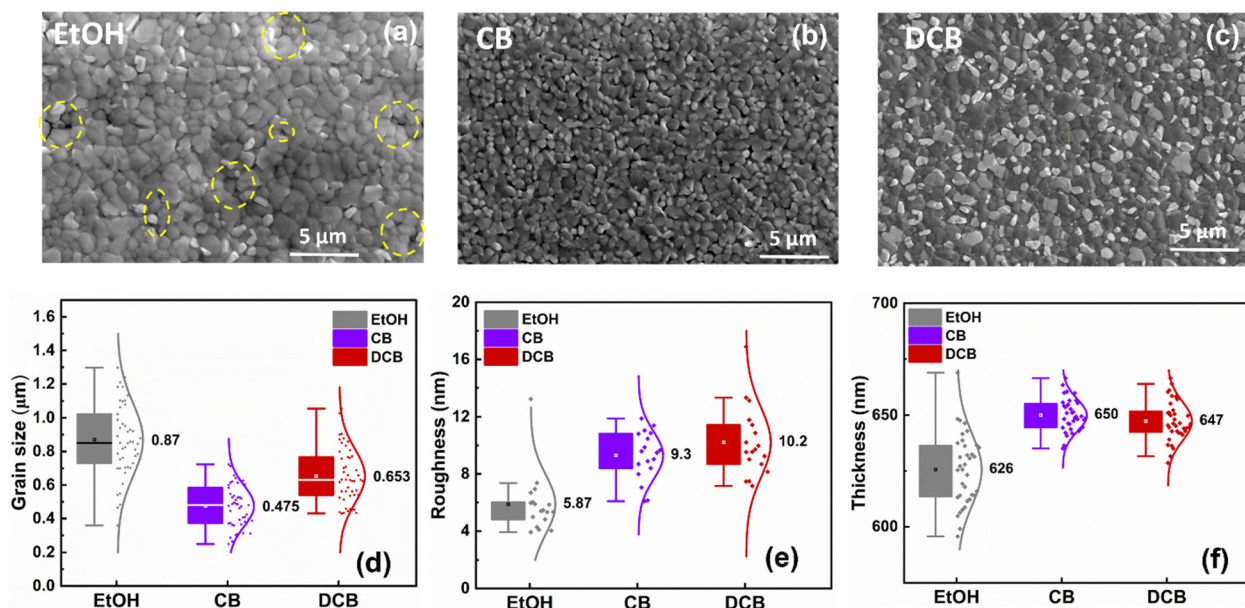 EtOH
(a)
5 μm
CB
(b)
5 μm
DCB
(c)
5 μm
1.6
1.4
1.2
1.0
0.8
0.6
0.4
0.2
0.0
Grain size (μm)
EtOH
CB
DCB
0.87
0.475
0.653
(d)
EtOH
CB
DCB
20
16
12
8
4
0
Roughness (nm)
EtOH
CB
DCB
5.87
9.3
10.2
(e)
EtOH
CB
DCB
700
650
600
Thickness (nm)
EtOH
CB
DCB
626
650
647
(f)
EtOH
CB
DCB